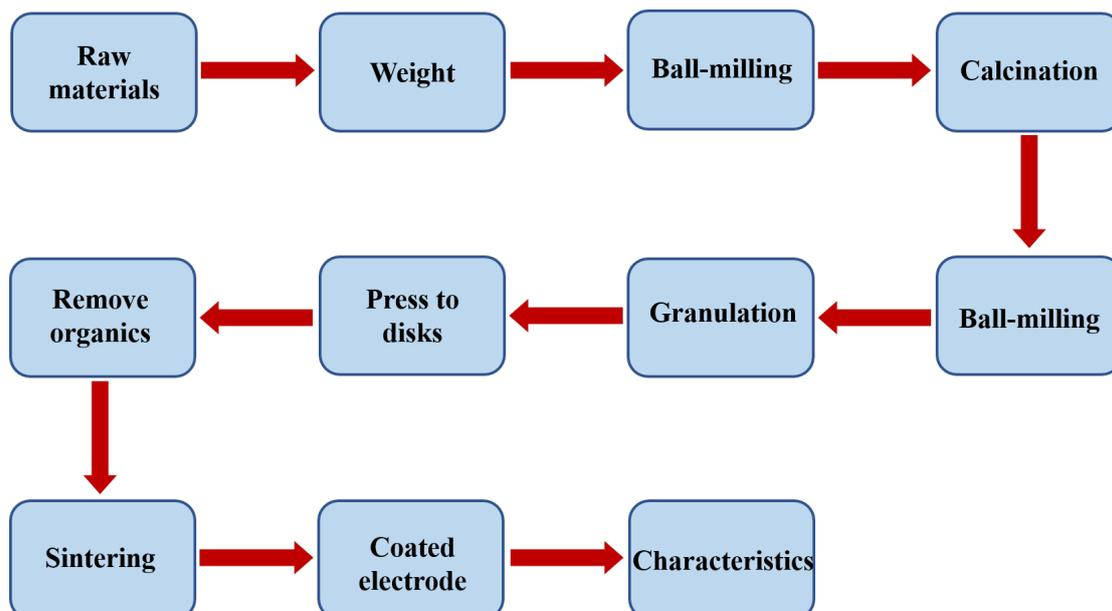 Raw
materials
Weight
Ball-milling
Calcination
Ball-milling
Granulation
Press to
disks
Remove
organics
Sintering
Coated
electrode
Characteristics